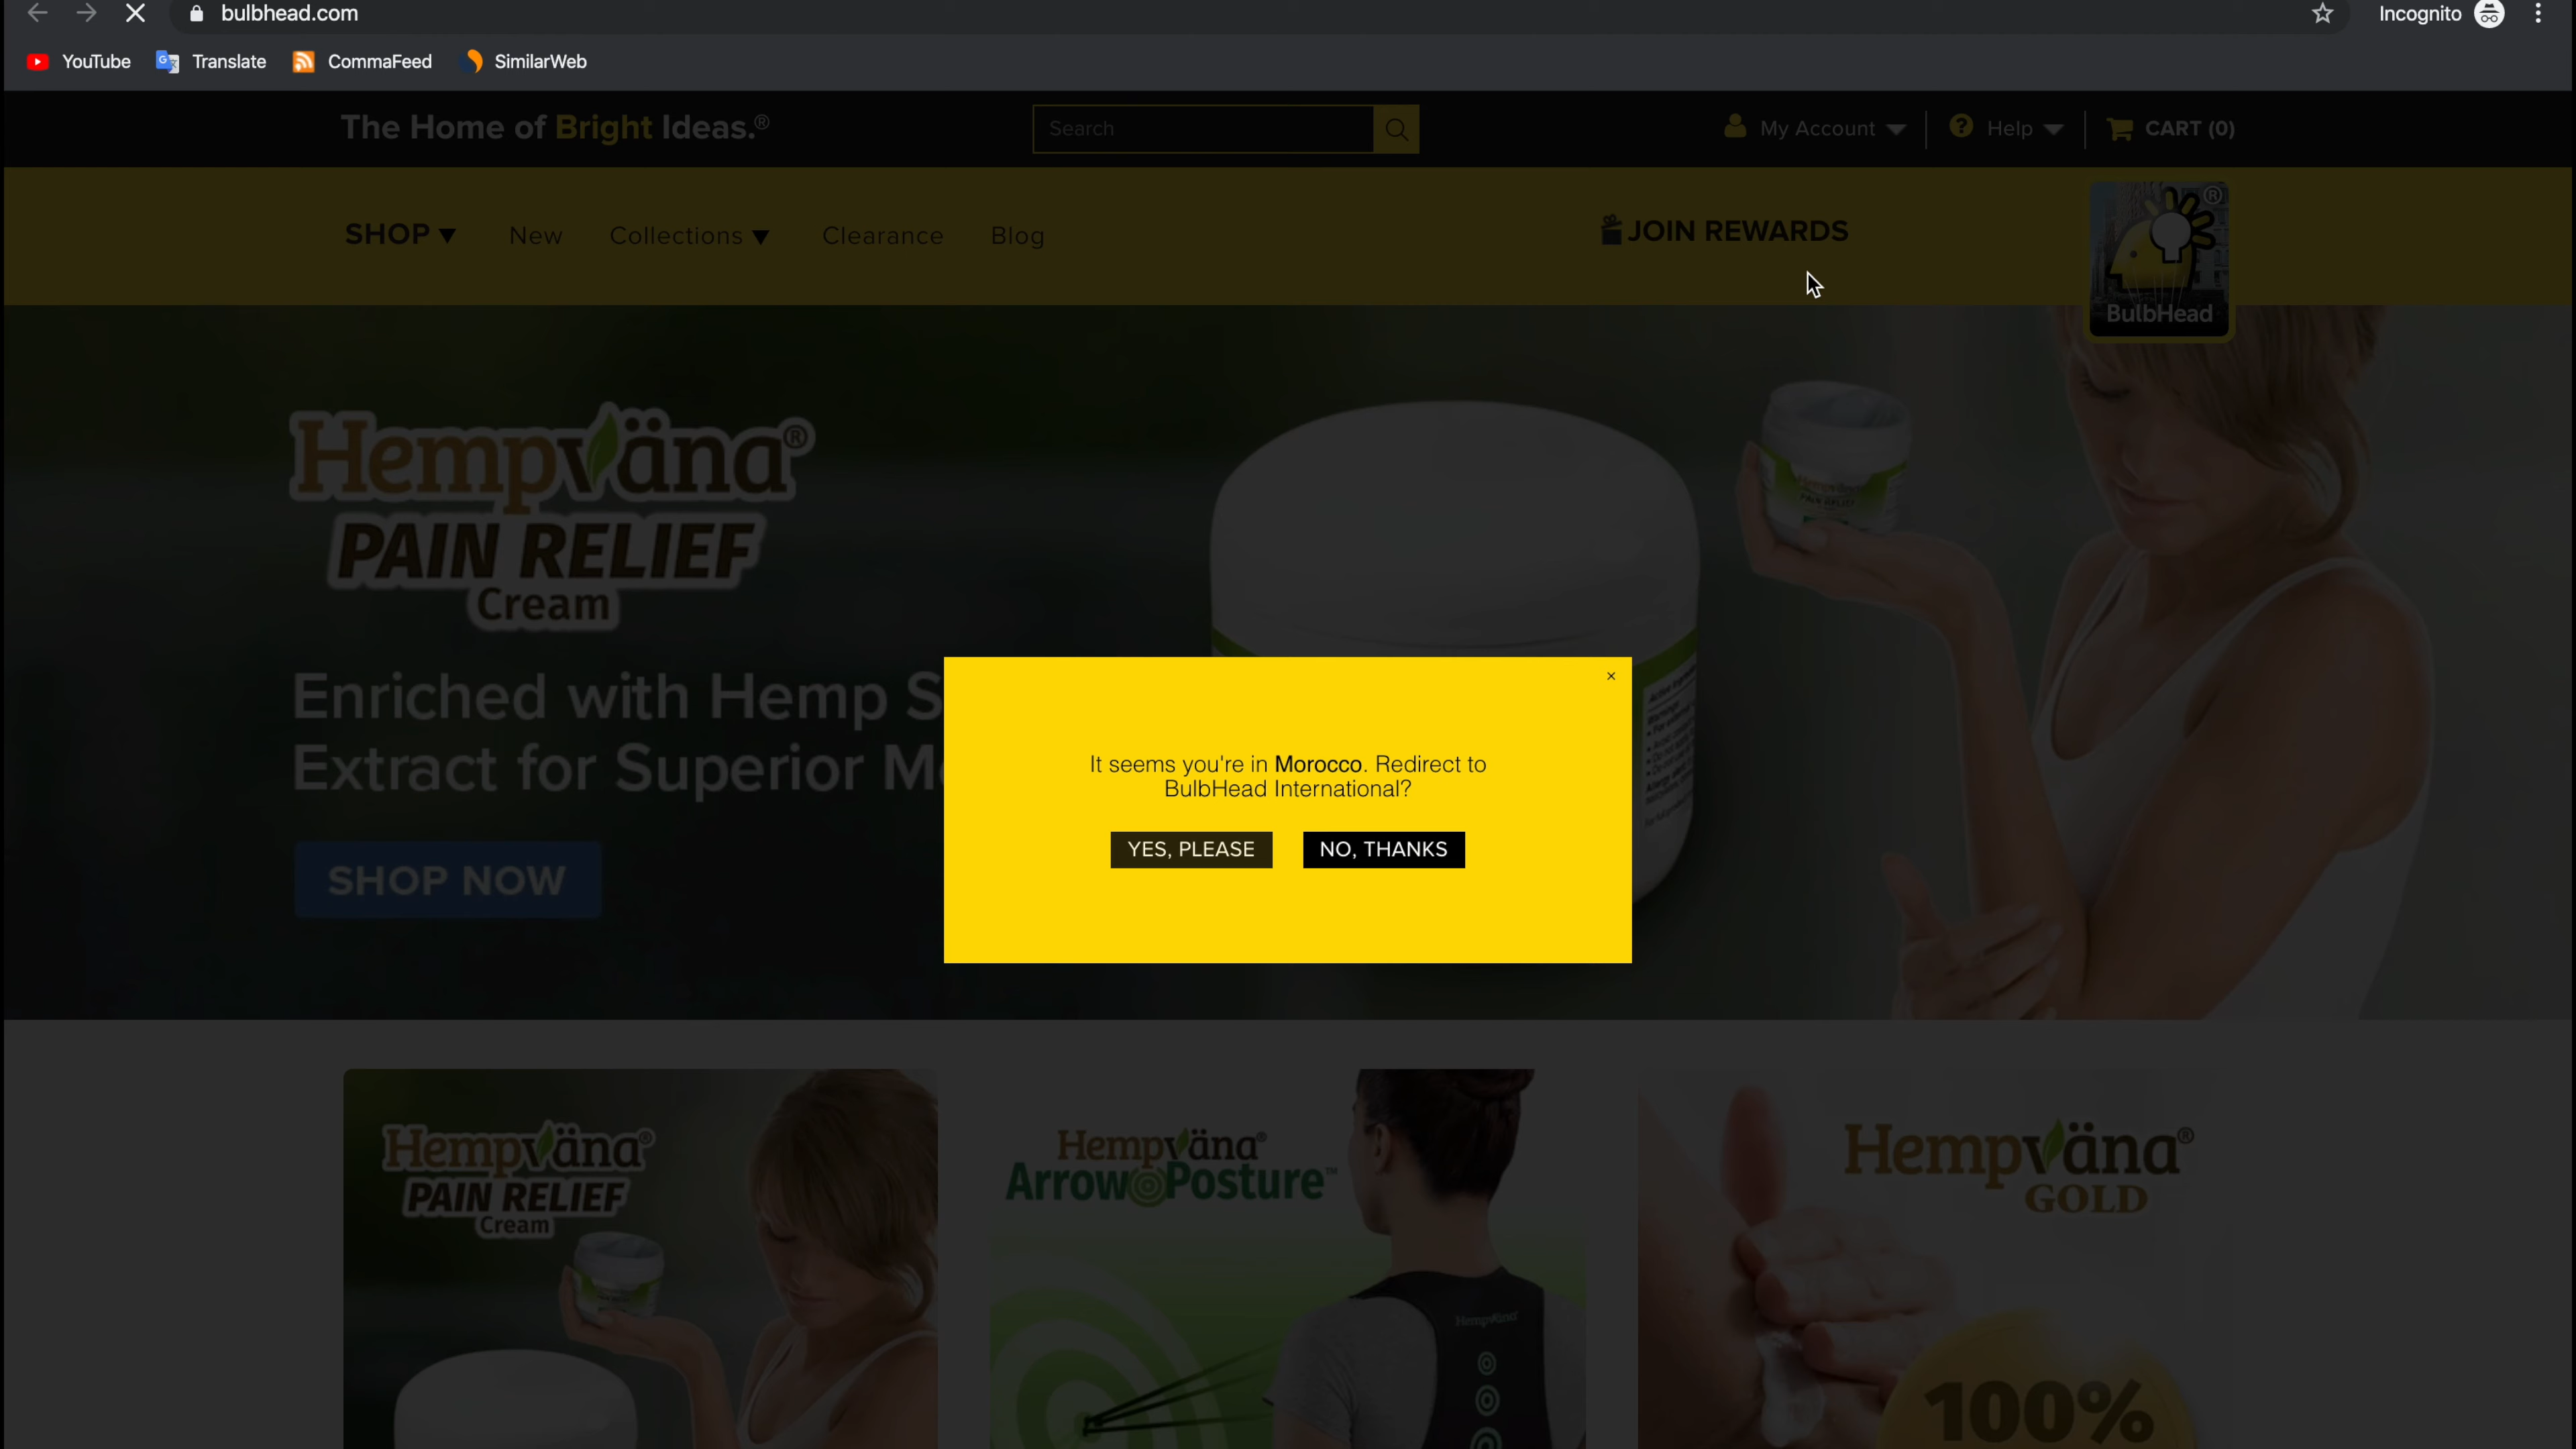 bulbhead.com
Incognito
YouTube
Translate
CommaFeed
SimilarWeb
The Home of Bright Ideas.®
Search
My Account
Help
CART (0)
SHOP ▼
New
Collections ▼
Clearance
Blog
JOIN REWARDS
BulbHead
®
Hempväna®
PAIN RELIEF
Cream
Enriched with Hemp S
Extract for Superior M
SHOP NOW
×
It seems you're in Morocco. Redirect to
BulbHead International?
YES, PLEASE
NO, THANKS
Hempväna®
PAIN RELIEF
Cream
Hempväna®
ArrowPosture™
Hempväna
Hempväna®
GOLD
100%